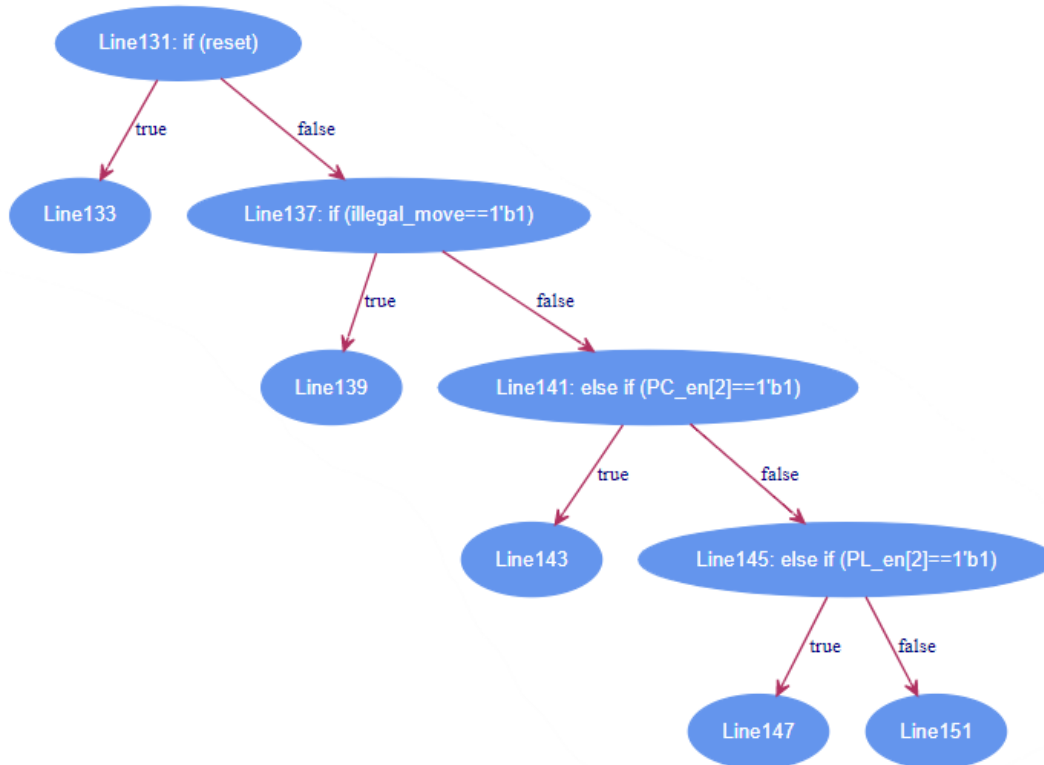 Line131: if (reset)
true
false
Line133
Line137: if (illegal_move==1'b1)
true
false
Line139
Line141: else if (PC_en[2]==1'b1)
true
false
Line143
Line145: else if (PL_en[2]==1'b1)
true
false
Line147
Line151